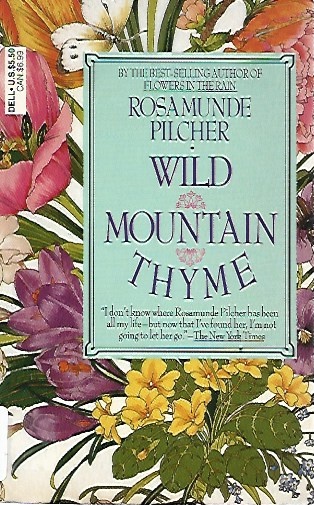 DELL • U.S. $5.50
CAN $6.99
BY THE BEST-SELLING AUTHOR OF
FLOWERS IN THE RAIN
ROSAMUNDE
PILCHER
•
WILD
MOUNTAIN
THYME
"I don't know where Rosamunde Pilcher has been
all my life—but now that I've found her, I'm not
going to let her go."—The New York Times